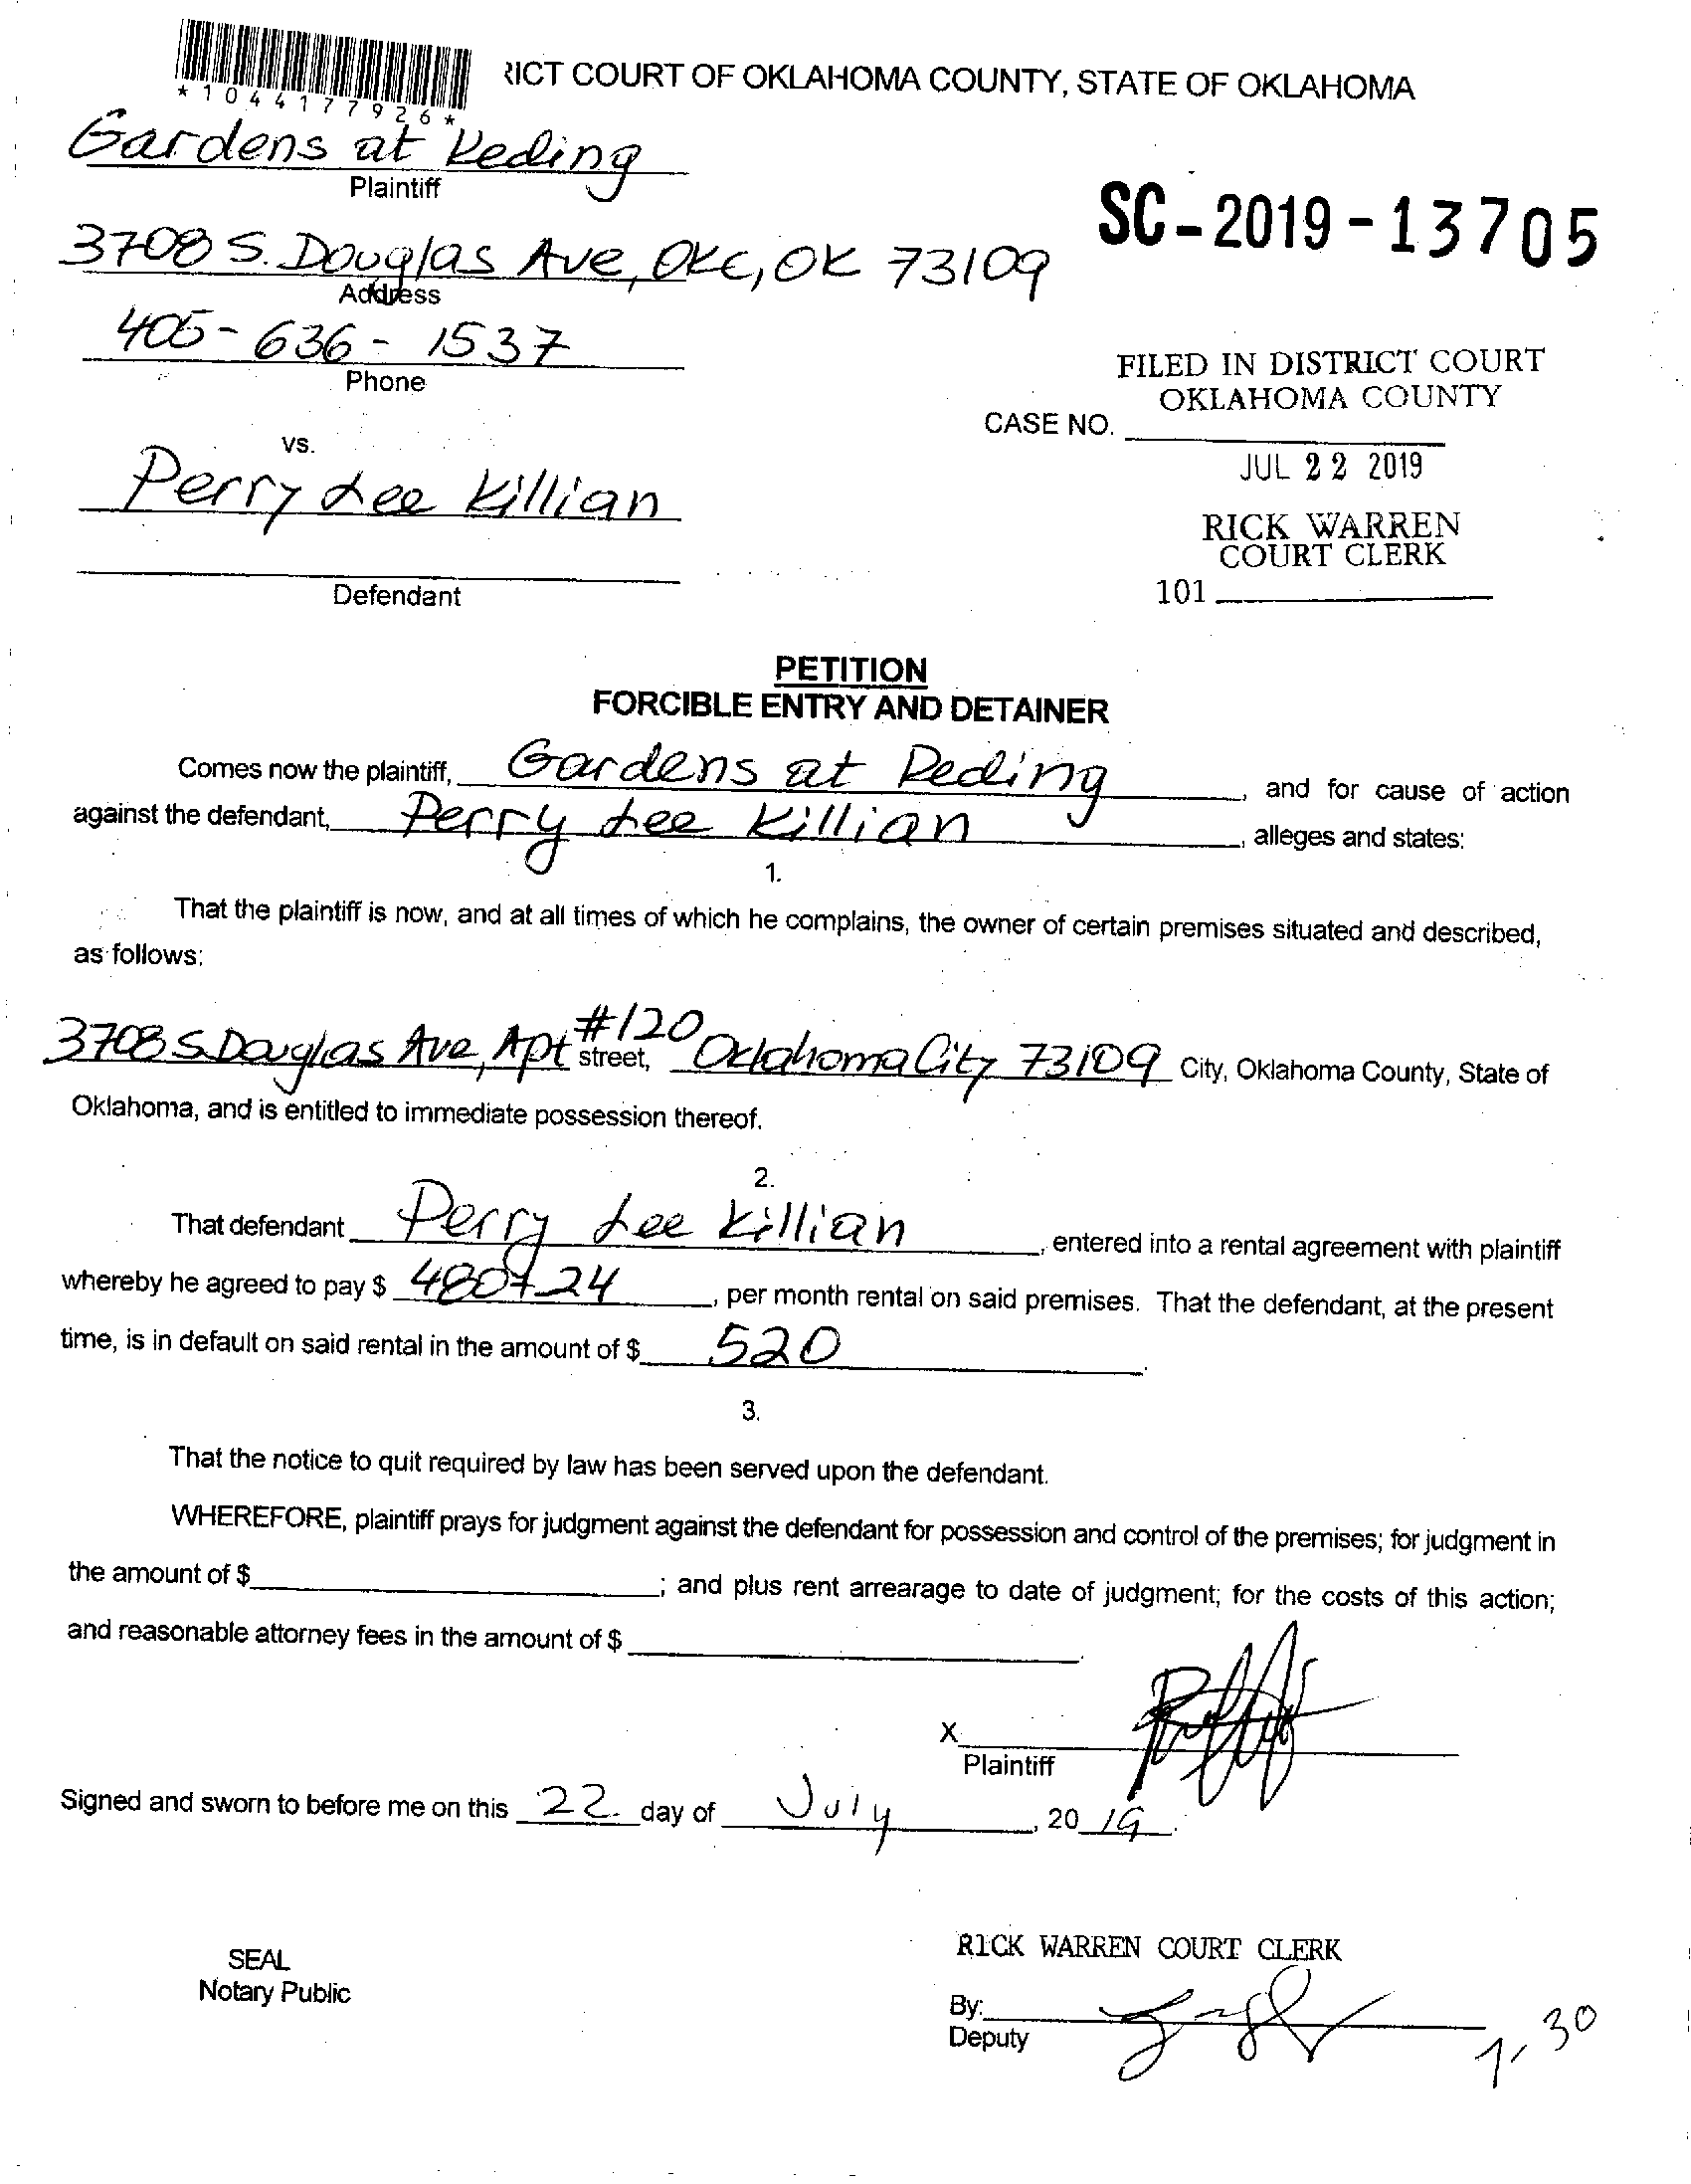 *1044177926*
RICT COURT OF OKLAHOMA COUNTY, STATE OF OKLAHOMA
Gardens at Reding
Plaintiff
SC-2019-13705
3708 S. Douglas Ave, OKC, OK 73109
Address
405-636-1537
Phone
FILED IN DISTRICT COURT
OKLAHOMA COUNTY
CASE NO.
JUL 22 2019
vs.
Perry Lee Killian
RICK WARREN
COURT CLERK
101
Defendant
PETITION
FORCIBLE ENTRY AND DETAINER
Comes now the plaintiff, Gardens at Reding, and for cause of action
against the defendant, Perry Lee Killian, alleges and states:
1.
That the plaintiff is now, and at all times of which he complains, the owner of certain premises situated and described,
as follows:
3708 S. Douglas Ave, Apt #120 street, Oklahoma City 73109 City, Oklahoma County, State of
Oklahoma, and is entitled to immediate possession thereof.
2.
That defendant Perry Lee Killian, entered into a rental agreement with plaintiff
whereby he agreed to pay $ 480+24, per month rental on said premises. That the defendant, at the present
time, is in default on said rental in the amount of $ 520.
3.
That the notice to quit required by law has been served upon the defendant.
WHEREFORE, plaintiff prays for judgment against the defendant for possession and control of the premises; for judgment in
the amount of $ ; and plus rent arrearage to date of judgment; for the costs of this action;
and reasonable attorney fees in the amount of $ .
X
Plaintiff
Signed and sworn to before me on this 22 day of July, 2019.
RICK WARREN COURT CLERK
SEAL
Notary Public
By:
Deputy
7-30